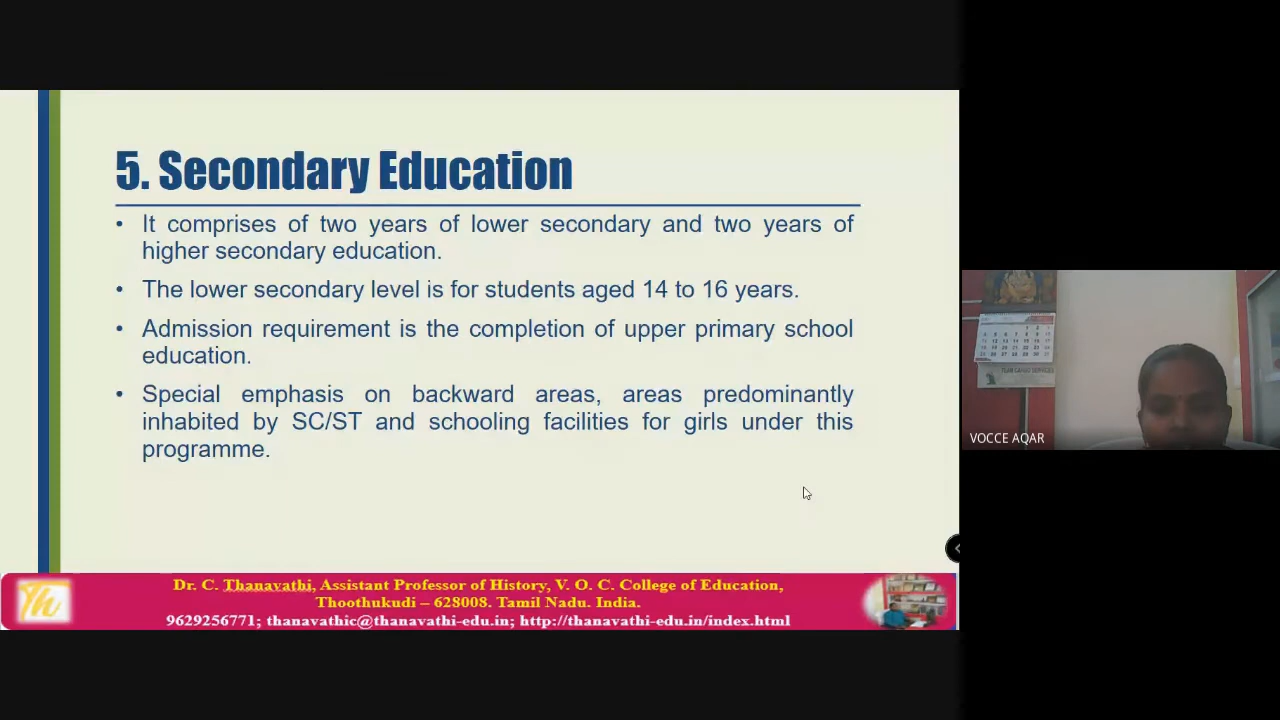 5. Secondary Education
• It comprises of two years of lower secondary and two years of
higher secondary education.
• The lower secondary level is for students aged 14 to 16 years.
• Admission requirement is the completion of upper primary school
education.
• Special emphasis on backward areas, areas predominantly
inhabited by SC/ST and schooling facilities for girls under this
programme.
Th
Dr. C. Thanavathi, Assistant Professor of History, V. O. C. College of Education,
Thoothukudi – 628008. Tamil Nadu. India.
9629256771; thanavathic@thanavathi-edu.in; http://thanavathi-edu.in/index.html
VOCCE AQAR